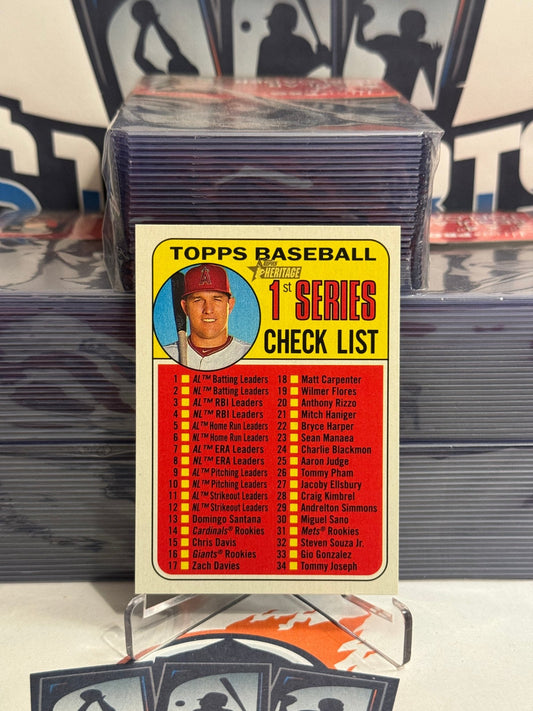 TOPPS BASEBALL
TOPPS
HERITAGE
1st SERIES
CHECK LIST
1 AL™ Batting Leaders
2 NL™ Batting Leaders
3 AL™ RBI Leaders
4 NL™ RBI Leaders
5 AL™ Home Run Leaders
6 NL™ Home Run Leaders
7 AL™ ERA Leaders
8 NL™ ERA Leaders
9 AL™ Pitching Leaders
10 NL™ Pitching Leaders
11 AL™ Strikeout Leaders
12 NL™ Strikeout Leaders
13 Domingo Santana
14 Cardinals® Rookies
15 Chris Davis
16 Giants® Rookies
17 Zach Davies
18 Matt Carpenter
19 Wilmer Flores
20 Anthony Rizzo
21 Mitch Haniger
22 Bryce Harper
23 Sean Manaea
24 Charlie Blackmon
25 Aaron Judge
26 Tommy Pham
27 Jacoby Ellsbury
28 Craig Kimbrel
29 Andrelton Simmons
30 Miguel Sano
31 Mets® Rookies
32 Steven Souza Jr.
33 Gio Gonzalez
34 Tommy Joseph